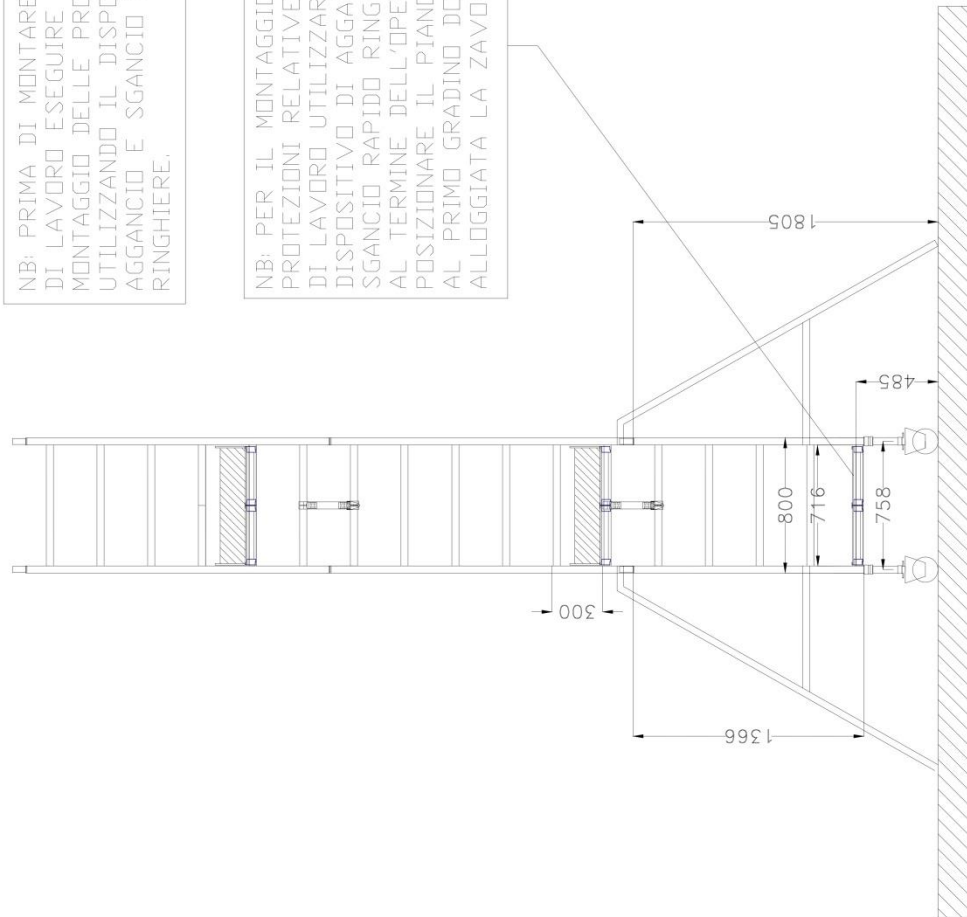 NB: PRIMA DI MONTARE
DI LAVORO ESEGUIRE
MONTAGGIO DELLE PRO
UTILIZZANDO IL DISPO
AGGANCIO E SGANCIO
RINGHIERE.
NB: PER IL MONTAGGIO
PROTEZIONI RELATIVE
DI LAVORO UTILIZZAR
DISPOSITIVO DI AGGA
SGANCIO RAPIDO RING
AL TERMINE DELL'OPE
POSIZIONARE IL PIANO
AL PRIMO GRADINO DO
ALLOGGIATA LA ZAVO
1805
485
800
716
758
300
1366